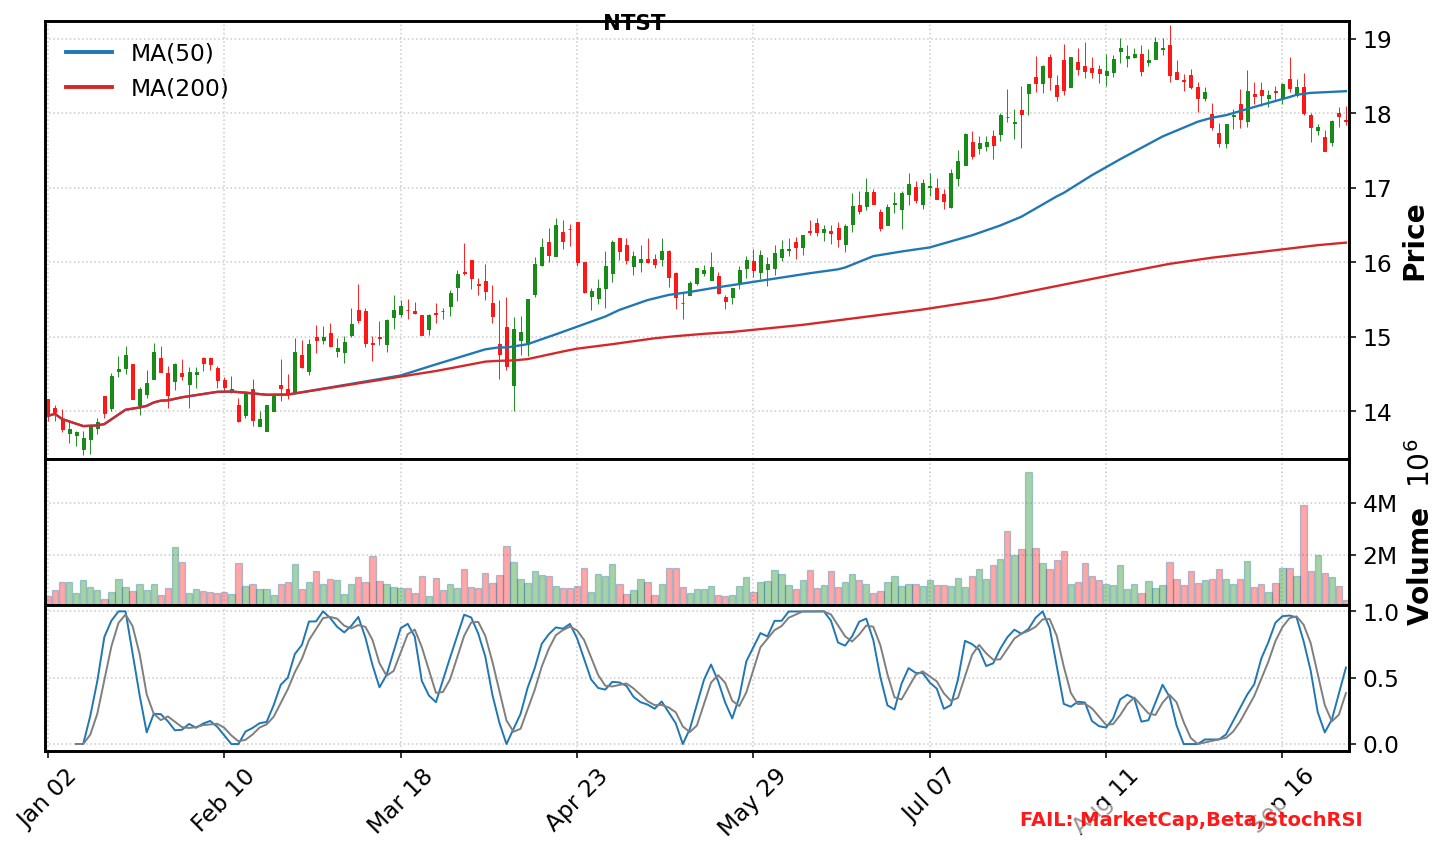 NTST
MA(50)
MA(200)
19
18
17
16
15
14
Price
10^6
4M
2M
Volume
1.0
0.5
0.0
Jan 02
Feb 10
Mar 18
Apr 23
May 29
Jul 07
Aug 11
Sep 16
FAIL: MarketCap,Beta,StochRSI